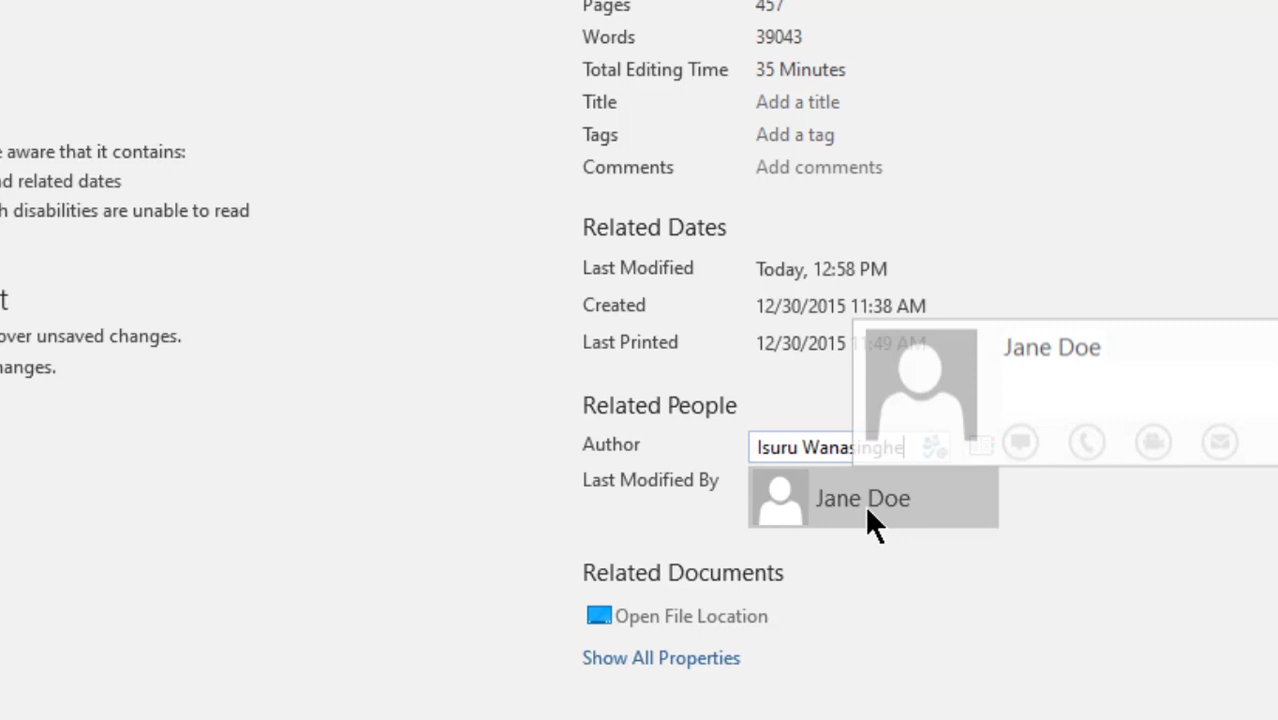 Pages 457
Words 39043
Total Editing Time 35 Minutes
Title Add a title
Tags Add a tag
Comments Add comments
aware that it contains:
related dates
disabilities are unable to read
over unsaved changes.
Related Dates
Last Modified Today, 12:58 PM
Created 12/30/2015 11:38 AM
Last Printed 12/30/2015 11:49 AM
Jane Doe
Related People
Author Isuru Wanasinghe
Last Modified By
Jane Doe
Related Documents
Open File Location
Show All Properties